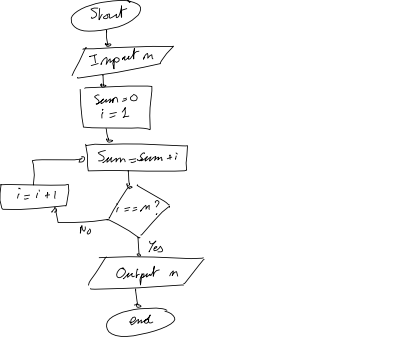 Start
Input n
Sum=0
i=1
Sum=Sum+i
i=i+1
i==n?
No
Yes
Output n
end